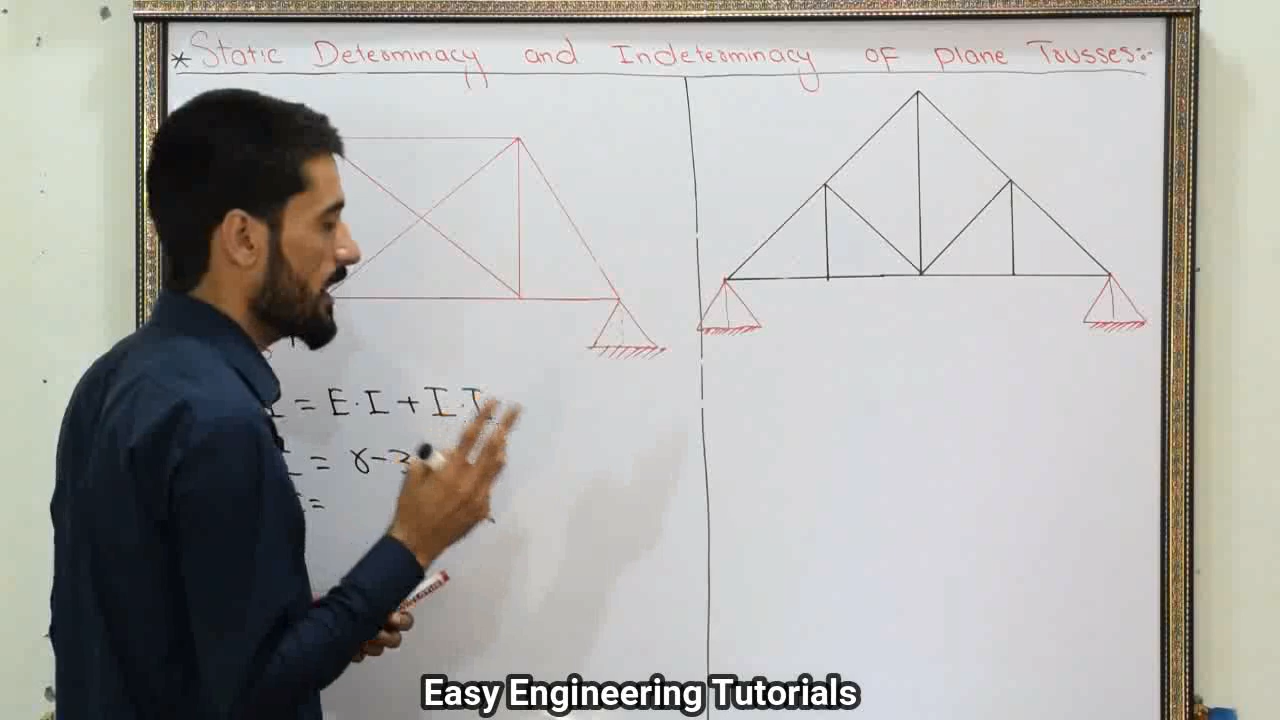 * Static Determinacy and Indeterminacy OF plane Trusses:-
I = E.I + I.I
= r-3
=
Easy Engineering Tutorials